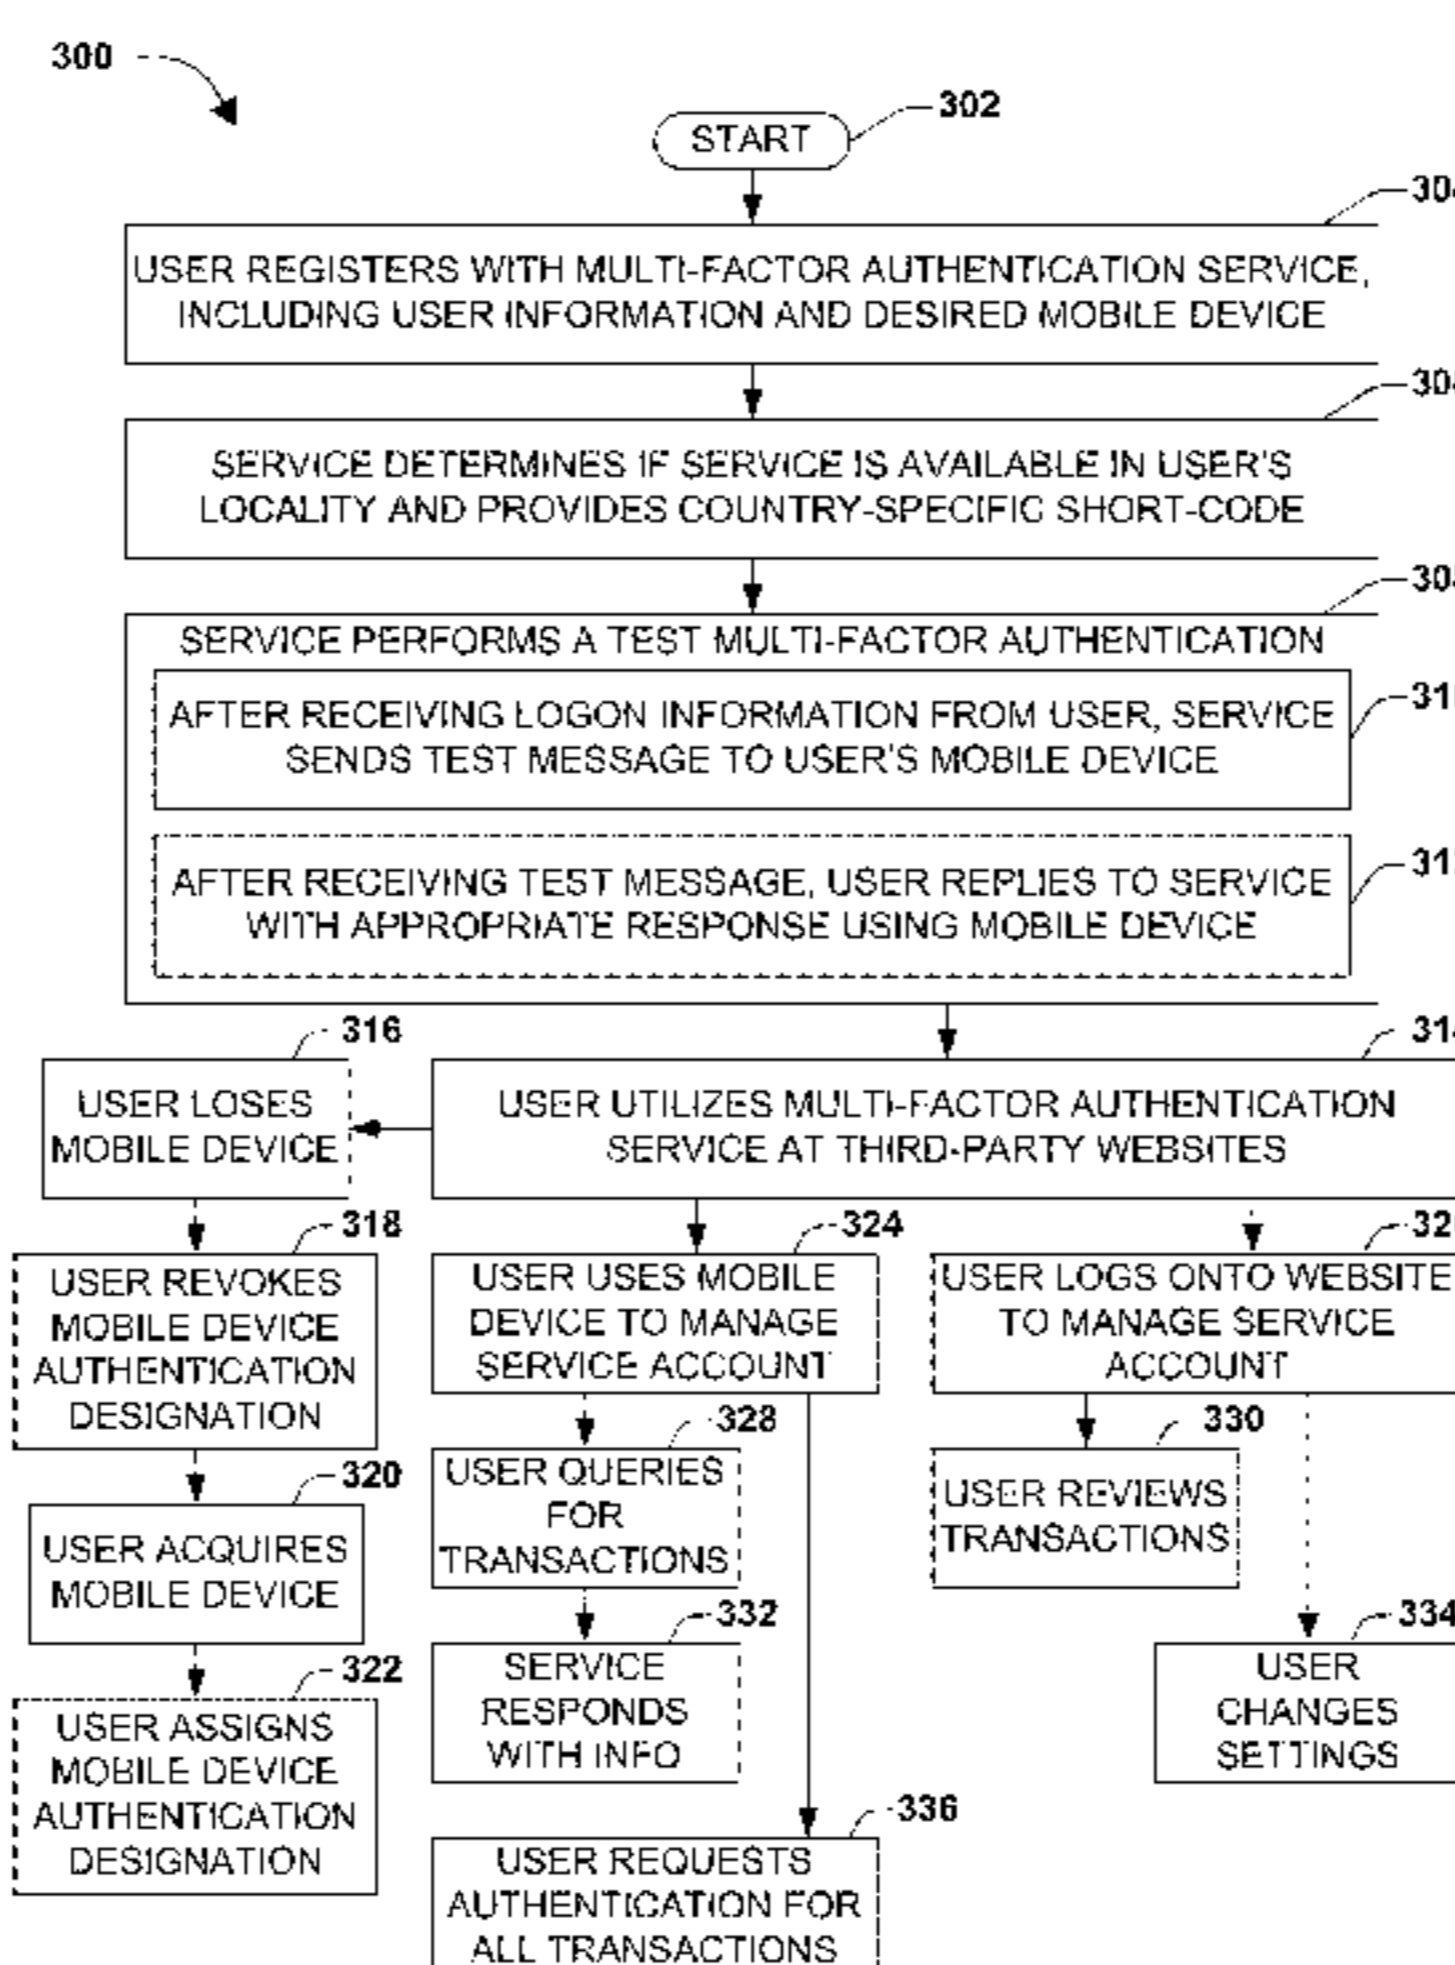 300
302
START
USER REGISTERS WITH MULTI-FACTOR AUTHENTICATION SERVICE,
INCLUDING USER INFORMATION AND DESIRED MOBILE DEVICE
SERVICE DETERMINES IF SERVICE IS AVAILABLE IN USER'S
LOCALITY AND PROVIDES COUNTRY-SPECIFIC SHORT-CODE
SERVICE PERFORMS A TEST MULTI-FACTOR AUTHENTICATION
AFTER RECEIVING LOGON INFORMATION FROM USER, SERVICE
SENDS TEST MESSAGE TO USER'S MOBILE DEVICE
AFTER RECEIVING TEST MESSAGE, USER REPLIES TO SERVICE
WITH APPROPRIATE RESPONSE USING MOBILE DEVICE
316
USER LOSES
MOBILE DEVICE
314
USER UTILIZES MULTI-FACTOR AUTHENTICATION
SERVICE AT THIRD-PARTY WEBSITES
318
USER REVOKES
MOBILE DEVICE
AUTHENTICATION
DESIGNATION
320
USER ACQUIRES
MOBILE DEVICE
322
USER ASSIGNS
MOBILE DEVICE
AUTHENTICATION
DESIGNATION
324
USER USES MOBILE
DEVICE TO MANAGE
SERVICE ACCOUNT
328
USER QUERIES
FOR
TRANSACTIONS
332
SERVICE
RESPONDS
WITH INFO
336
USER REQUESTS
AUTHENTICATION FOR
ALL TRANSACTIONS
USER LOGS ONTO WEBSITE
TO MANAGE SERVICE
ACCOUNT
330
USER REVIEWS
TRANSACTIONS
334
USER
CHANGES
SETTINGS